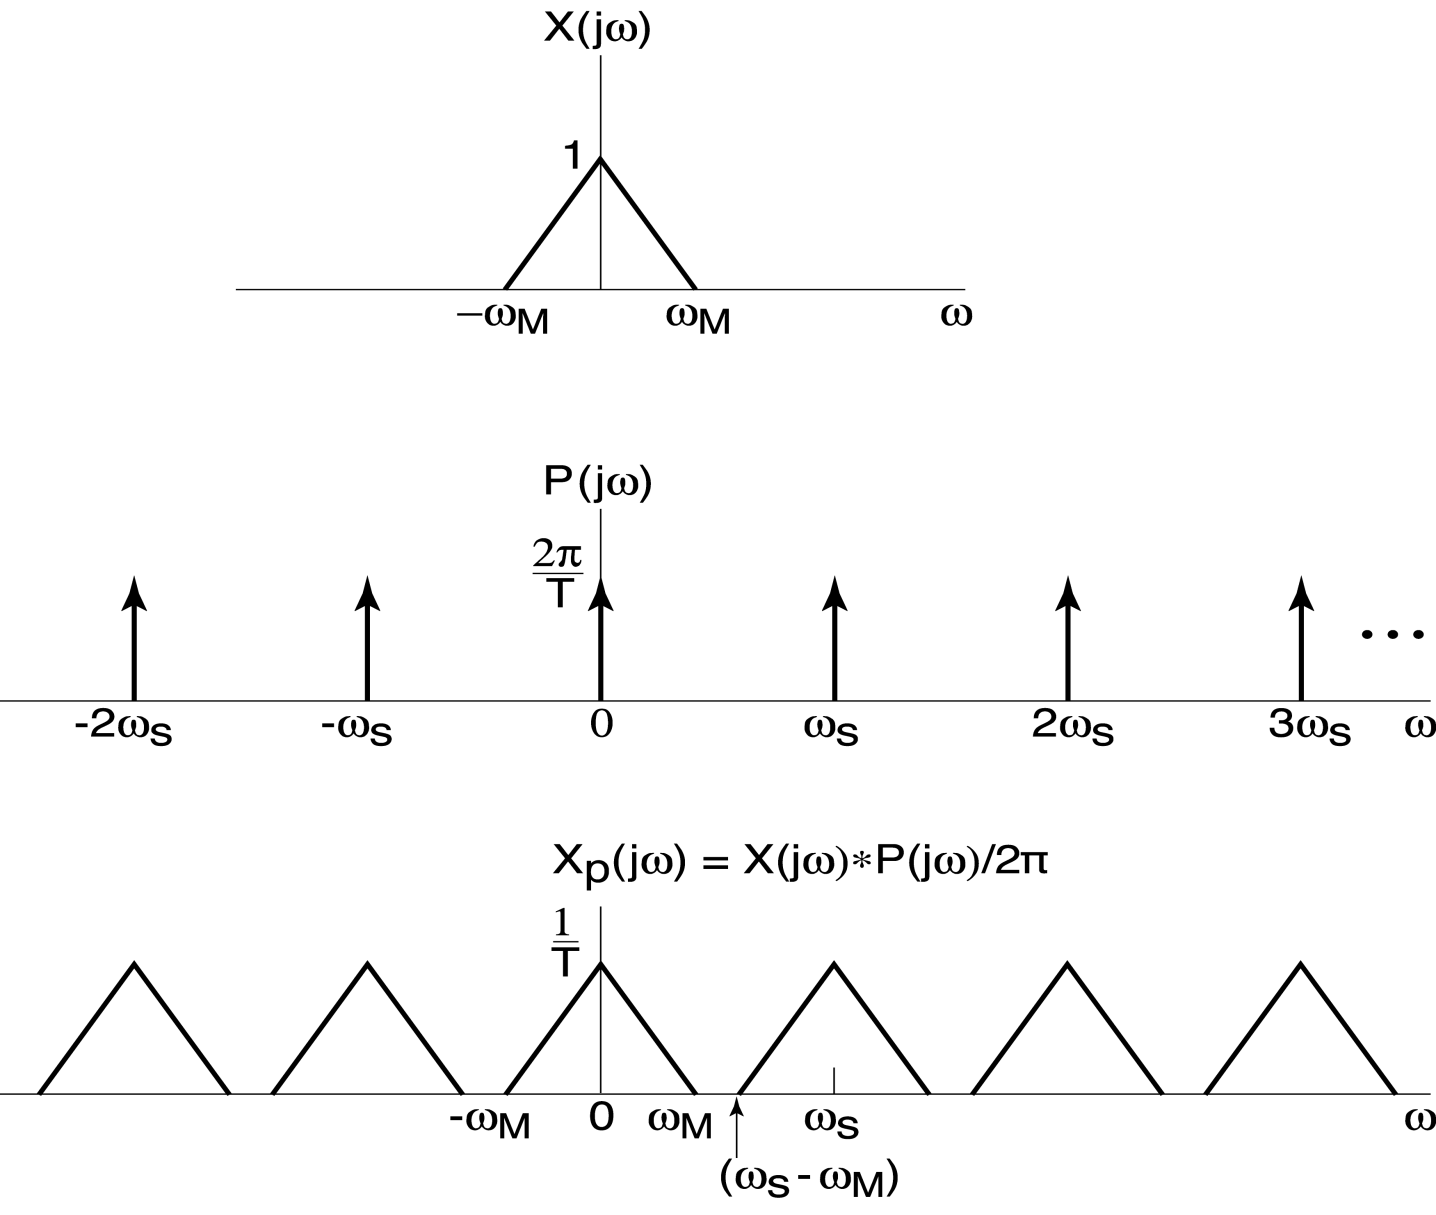 X(jω)
1
−ωM ωM ω
P(jω)
2π
T
-2ωS -ωS 0 ωS 2ωS 3ωS ω
•••
Xp(jω) = X(jω)*P(jω)/2π
1
T
-ωM 0 ωM ωS ω
(ωS - ωM)